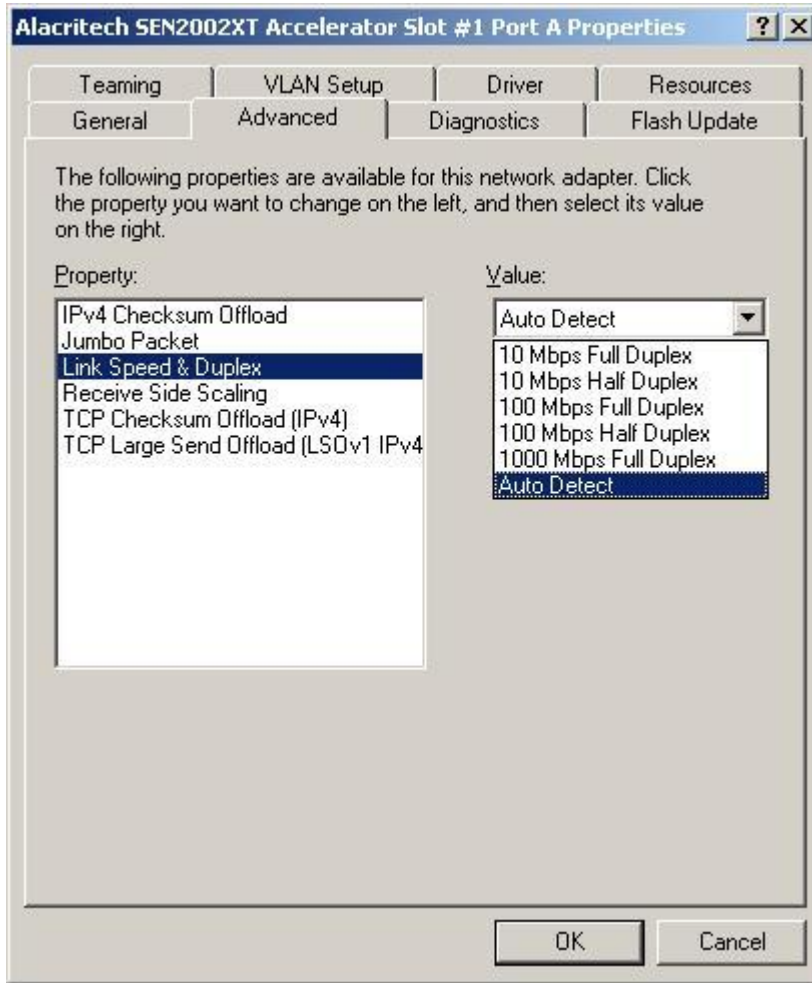 Alacritech SEN2002XT Accelerator Slot #1 Port A Properties
Teaming
VLAN Setup
Driver
Resources
General
Advanced
Diagnostics
Flash Update
The following properties are available for this network adapter. Click
the property you want to change on the left, and then select its value
on the right.
Property:
IPv4 Checksum Offload
Jumbo Packet
Link Speed & Duplex
Receive Side Scaling
TCP Checksum Offload (IPv4)
TCP Large Send Offload (LSOv1 IPv4
Value:
Auto Detect
10 Mbps Full Duplex
10 Mbps Half Duplex
100 Mbps Full Duplex
100 Mbps Half Duplex
1000 Mbps Full Duplex
Auto Detect
OK
Cancel